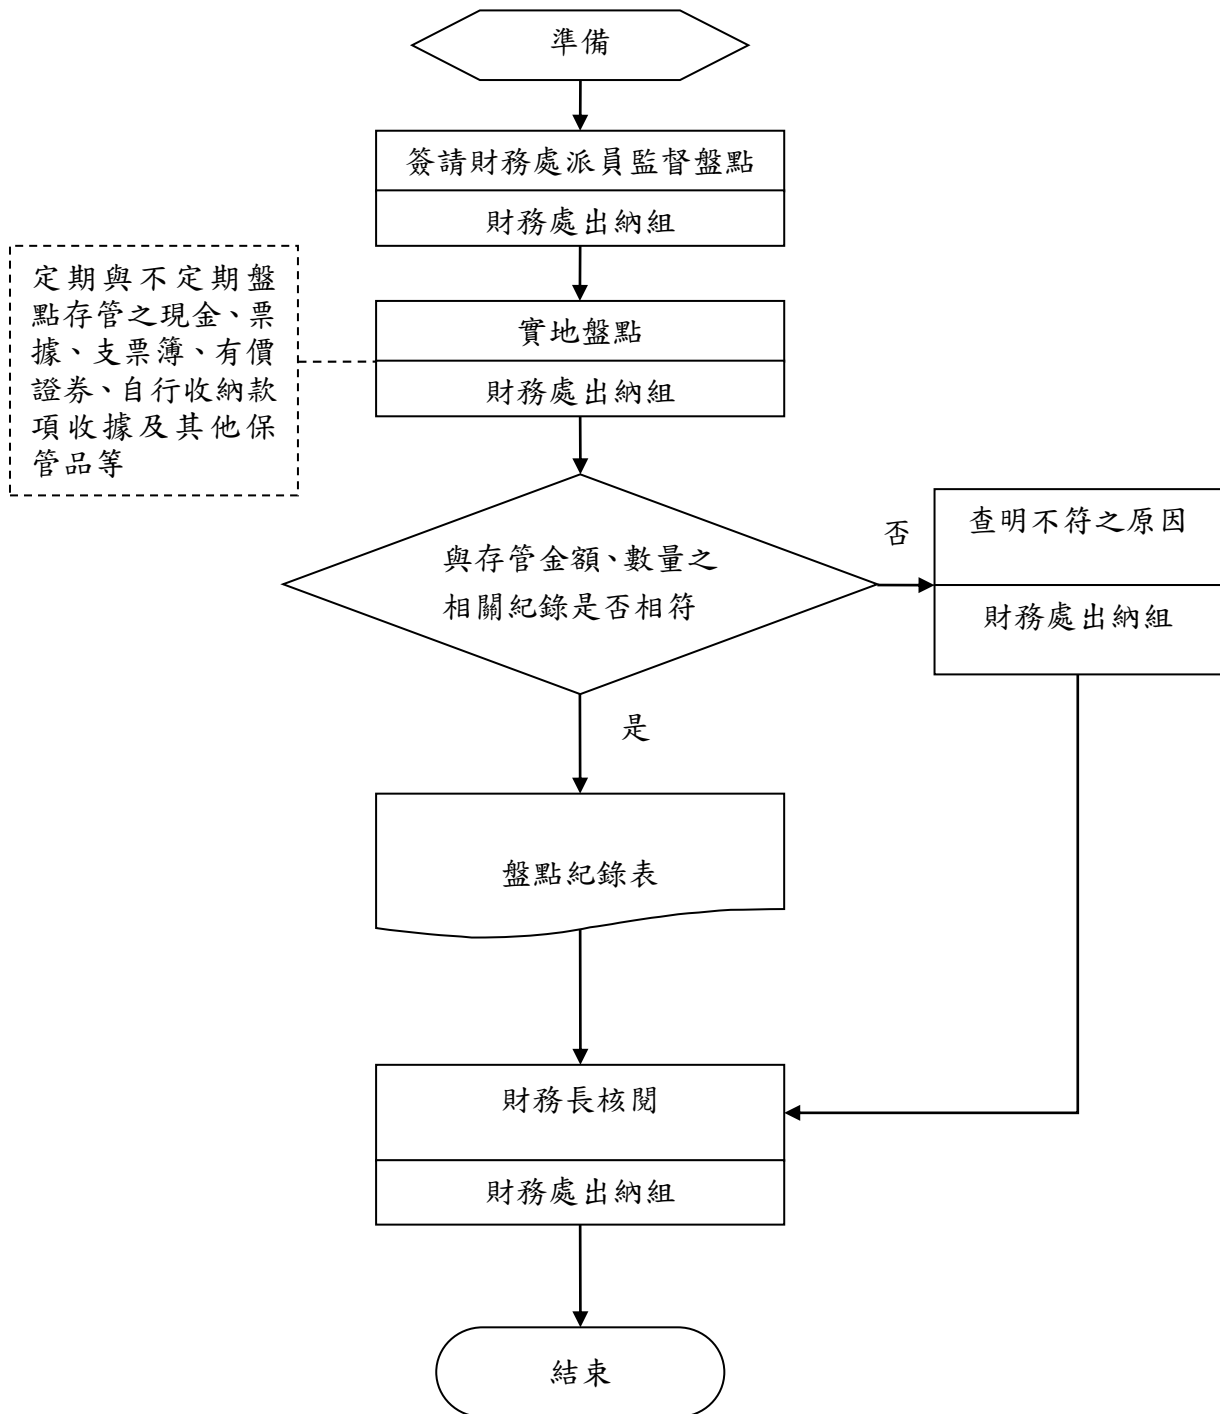 準備
簽請財務處派員監督盤點
財務處出納組
定期與不定期盤
點存管之現金、票
據、支票簿、有價
證券、自行收納款
項收據及其他保
管品等
實地盤點
財務處出納組
與存管金額、數量之
相關紀錄是否相符
否
查明不符之原因
財務處出納組
是
盤點紀錄表
財務長核閱
財務處出納組
結束